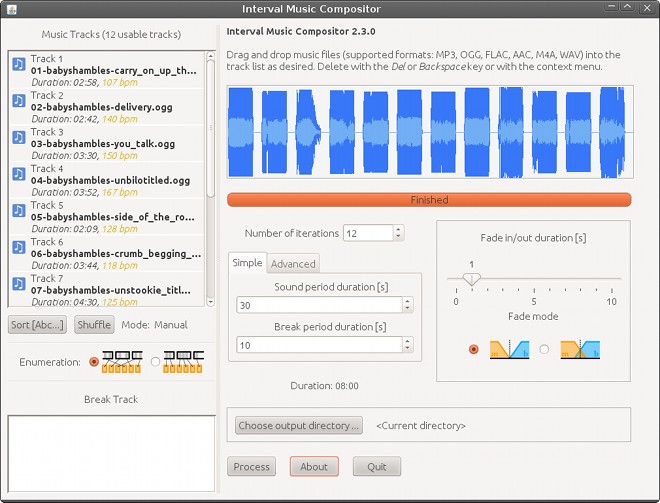 Interval Music Compositor
Music Tracks (12 usable tracks)
Track 1
01-babyshambles-carry_on_up_th...
Duration: 02:58, 107 bpm
Track 2
02-babyshambles-delivery.ogg
Duration: 02:42, 140 bpm
Track 3
03-babyshambles-you_talk.ogg
Duration: 03:30, 150 bpm
Track 4
04-babyshambles-unbilotitled.ogg
Duration: 03:52, 167 bpm
Track 5
05-babyshambles-side_of_the_ro...
Duration: 02:09, 128 bpm
Track 6
06-babyshambles-crumb_begging_...
Duration: 03:44, 118 bpm
Track 7
07-babyshambles-unstookie_titl...
Duration: 04:30, 125 bpm
Sort [Abc...] Shuffle Mode: Manual
Enumeration:
Break Track
Interval Music Compositor 2.3.0
Drag and drop music files (supported formats: MP3, OGG, FLAC, AAC, M4A, WAV) into the
track list as desired. Delete with the Del or Backspace key or with the context menu.
Finished
Number of iterations 12
Simple Advanced
Sound period duration [s]
30
Break period duration [s]
10
Duration: 08:00
Fade in/out duration [s]
1
0 5 10
Fade mode
m b m b
Choose output directory... <Current directory>
Process About Quit